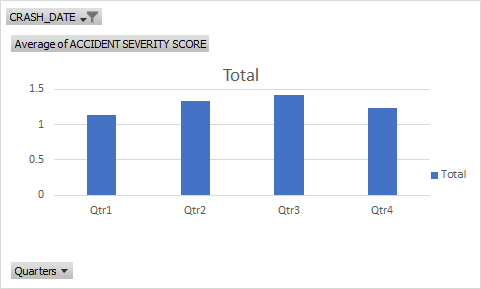 CRASH_DATE
Average of ACCIDENT SEVERITY SCORE
Total
1.5
1
0.5
0
Qtr1 Qtr2 Qtr3 Qtr4
Total
Quarters